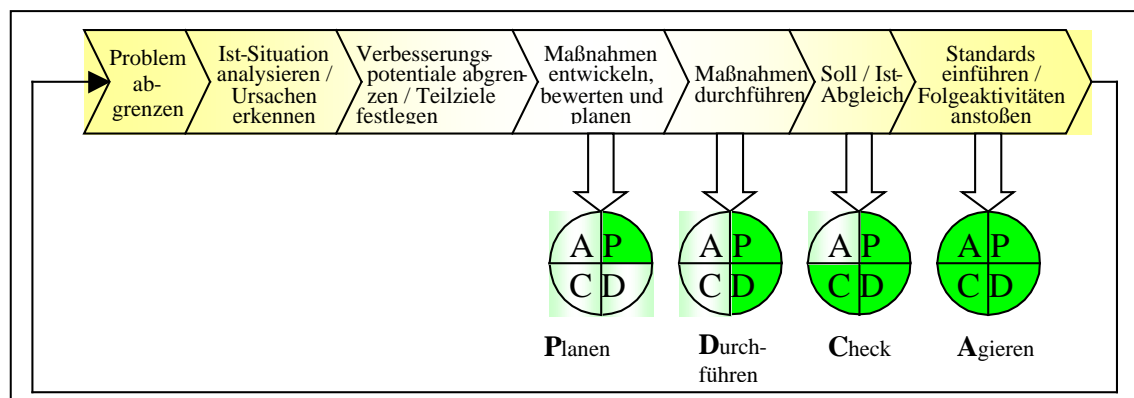 Problem
ab-
grenzen
Ist-Situation
analysieren /
Ursachen
erkennen
Verbesserungs-
potentiale abgren-
zen / Teilziele
festlegen
Maßnahmen
entwickeln,
bewerten und
planen
Maßnahmen
durchführen
Soll / Ist-
Abgleich
Standards
einführen /
Folgeaktivitäten
anstoßen
A P
C D
A P
C D
A P
C D
A P
C D
Planen
Durch-
führen
Check
Agieren